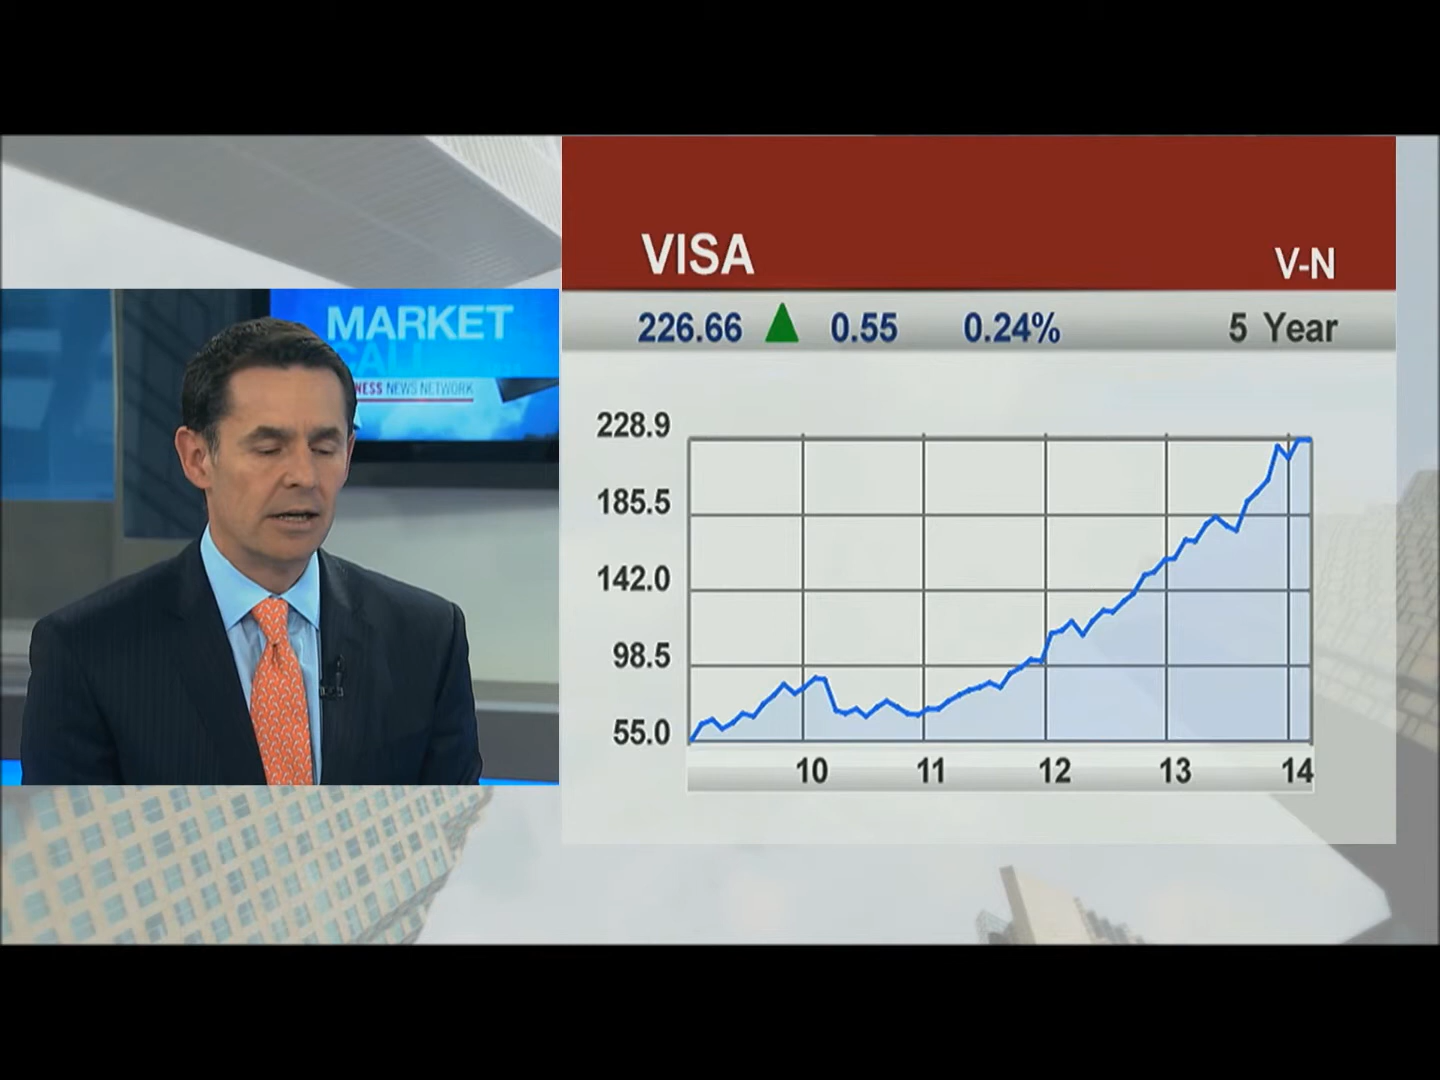 VISA
V-N
226.66 0.55 0.24% 5 Year
MARKET
CALL
NESS NEWS NETWORK
228.9
185.5
142.0
98.5
55.0
10 11 12 13 14